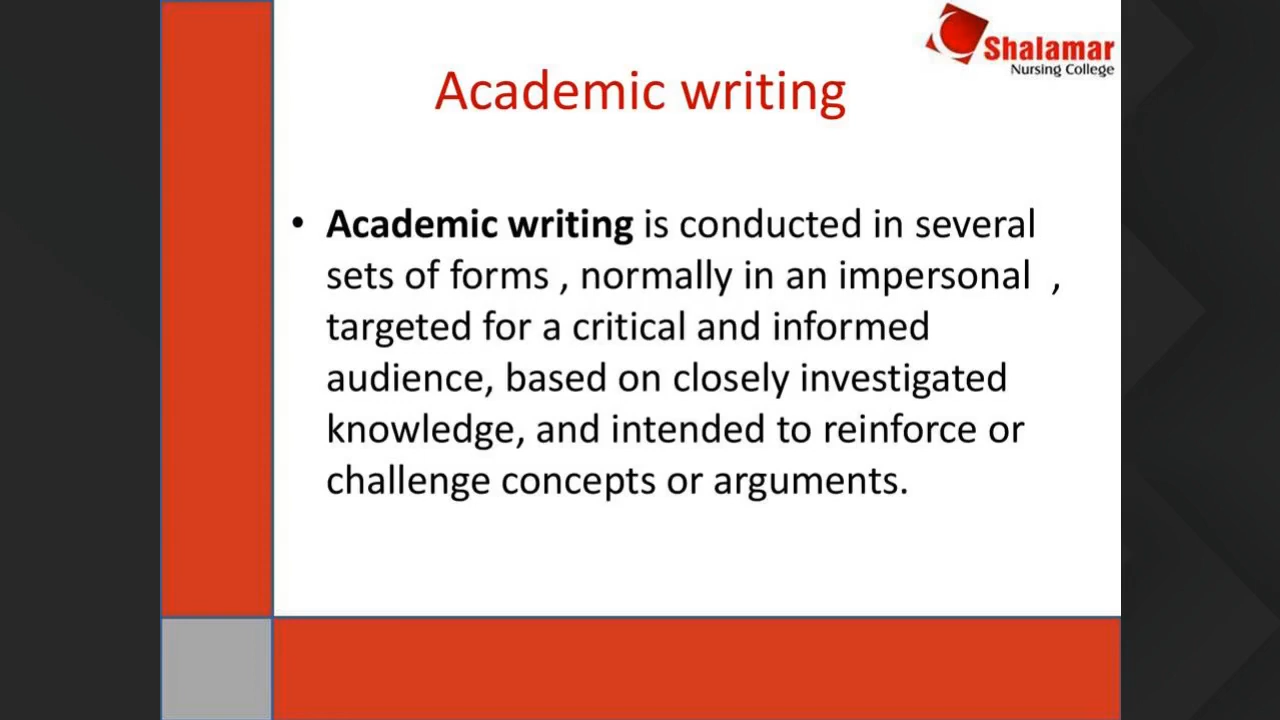 Shalamar
Nursing College
Academic writing
• Academic writing is conducted in several
sets of forms , normally in an impersonal ,
targeted for a critical and informed
audience, based on closely investigated
knowledge, and intended to reinforce or
challenge concepts or arguments.